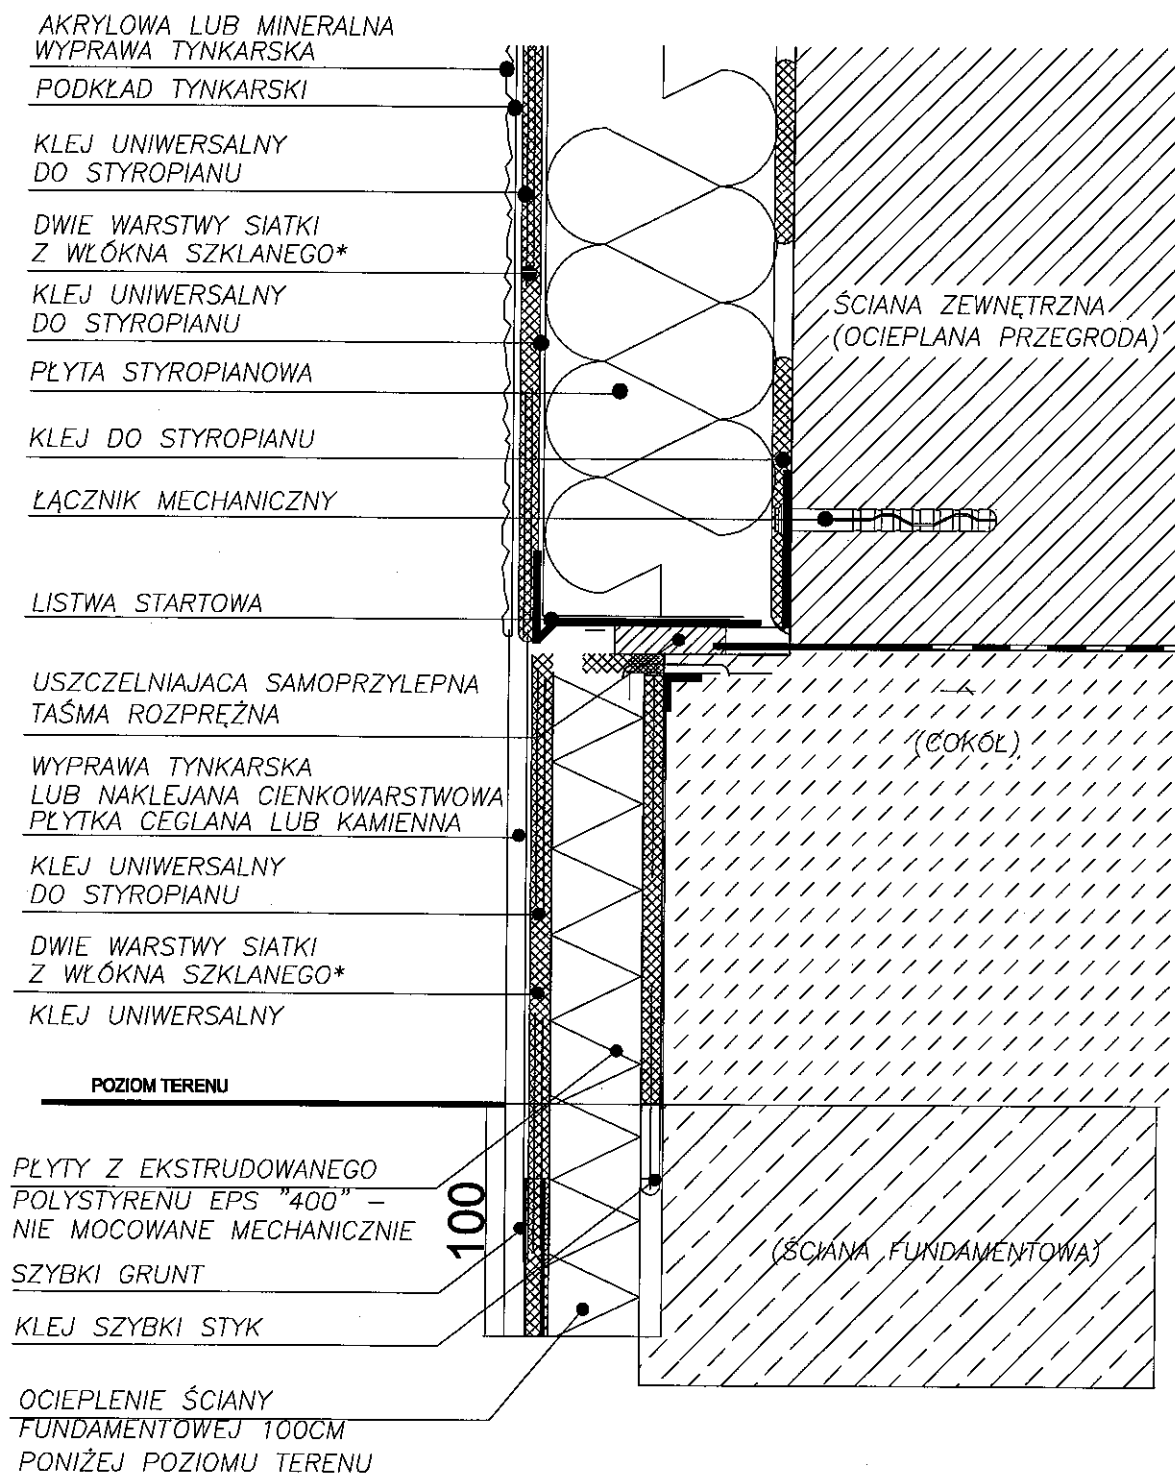 AKRYLOWA LUB MINERALNA
WYPRAWA TYNKARSKA
PODKŁAD TYNKARSKI
KLEJ UNIWERSALNY
DO STYROPIANU
DWIE WARSTWY SIATKI
Z WŁÓKNA SZKLANEGO*
KLEJ UNIWERSALNY
DO STYROPIANU
PŁYTA STYROPIANOWA
KLEJ DO STYROPIANU
ŁĄCZNIK MECHANICZNY
LISTWA STARTOWA
USZCZELNIAJACA SAMOPRZYLEPNA
TAŚMA ROZPRĘŻNA
WYPRAWA TYNKARSKA
LUB NAKLEJANA CIENKOWARSTWOWA
PŁYTKA CEGLANA LUB KAMIENNA
KLEJ UNIWERSALNY
DO STYROPIANU
DWIE WARSTWY SIATKI
Z WŁÓKNA SZKLANEGO*
KLEJ UNIWERSALNY
POZIOM TERENU
PŁYTY Z EKSTRUDOWANEGO
POLYSTYRENU EPS "400" –
NIE MOCOWANE MECHANICZNIE
SZYBKI GRUNT
KLEJ SZYBKI STYK
OCIEPLENIE ŚCIANY
FUNDAMENTOWEJ 100CM
PONIŻEJ POZIOMU TERENU
100
ŚCIANA ZEWNĘTRZNA
(OCIEPLANA PRZEGRODA)
(COKÓŁ)
(ŚCIANA FUNDAMENTOWA)